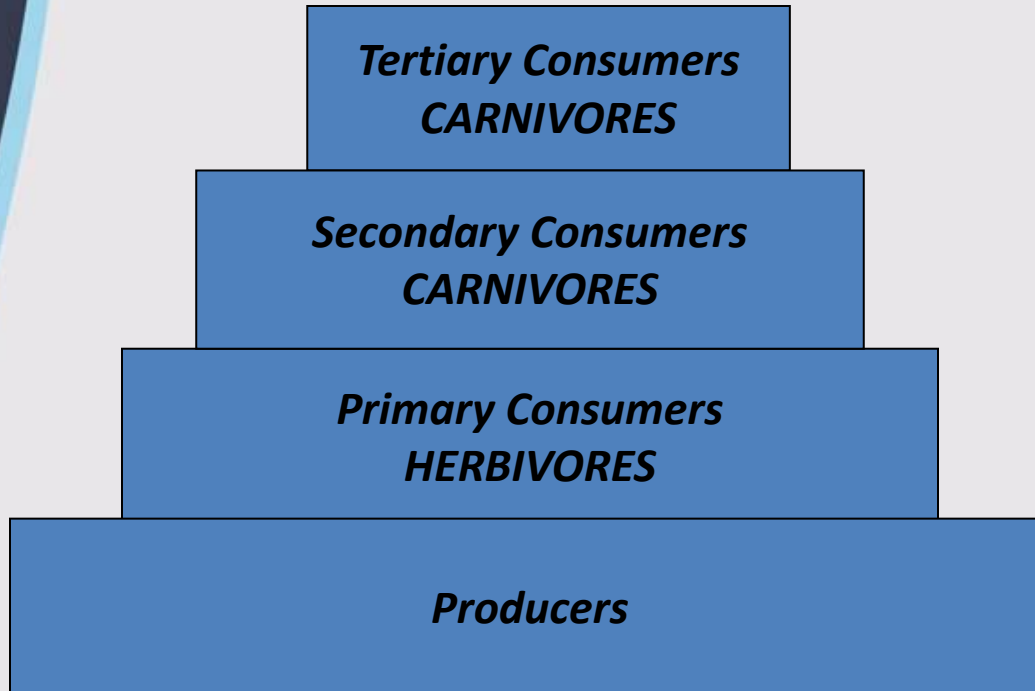 Tertiary Consumers
CARNIVORES
Secondary Consumers
CARNIVORES
Primary Consumers
HERBIVORES
Producers